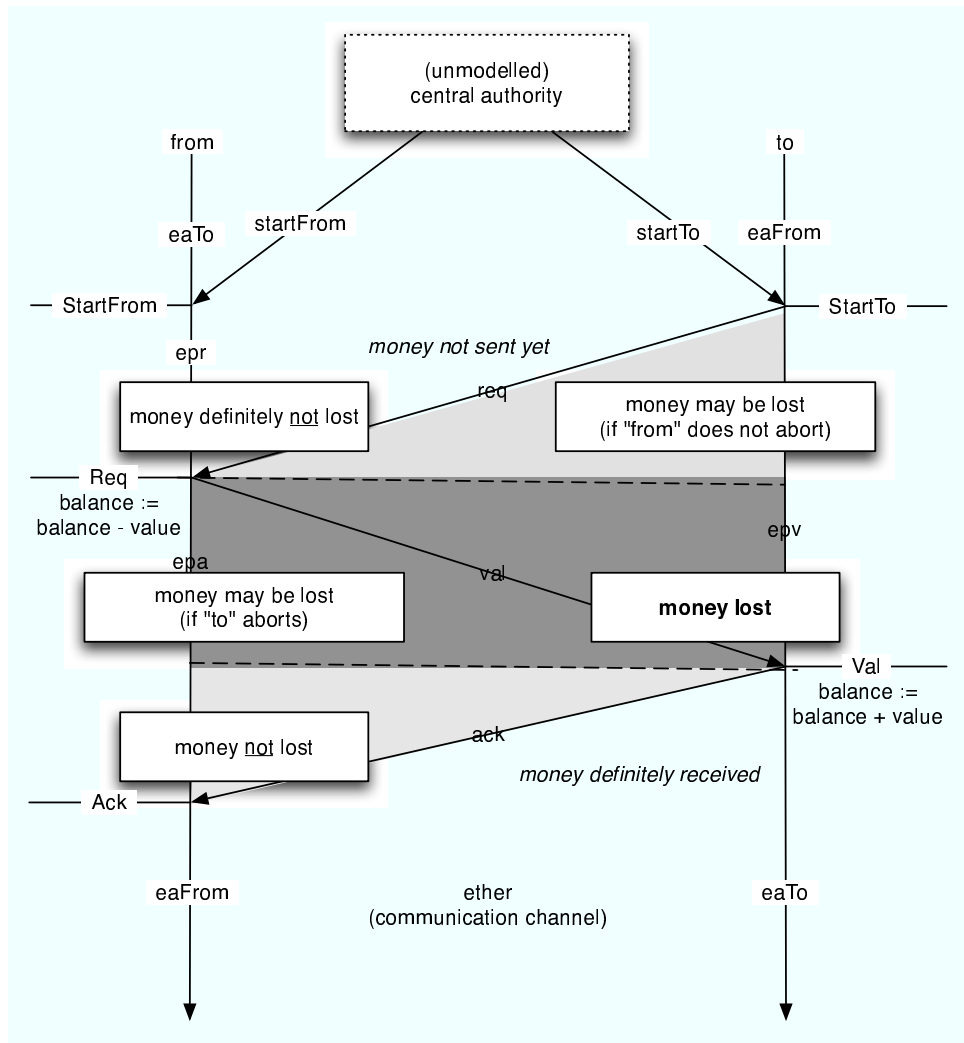 (unmodelled)
central authority
from
to
startFrom
startTo
eaTo
eaFrom
StartFrom
StartTo
epr
money not sent yet
req
money definitely not lost
money may be lost
(if "from" does not abort)
Req
balance :=
balance - value
epv
epa
val
money may be lost
(if "to" aborts)
money lost
Val
balance :=
balance + value
ack
money not lost
money definitely received
Ack
eaFrom
ether
(communication channel)
eaTo